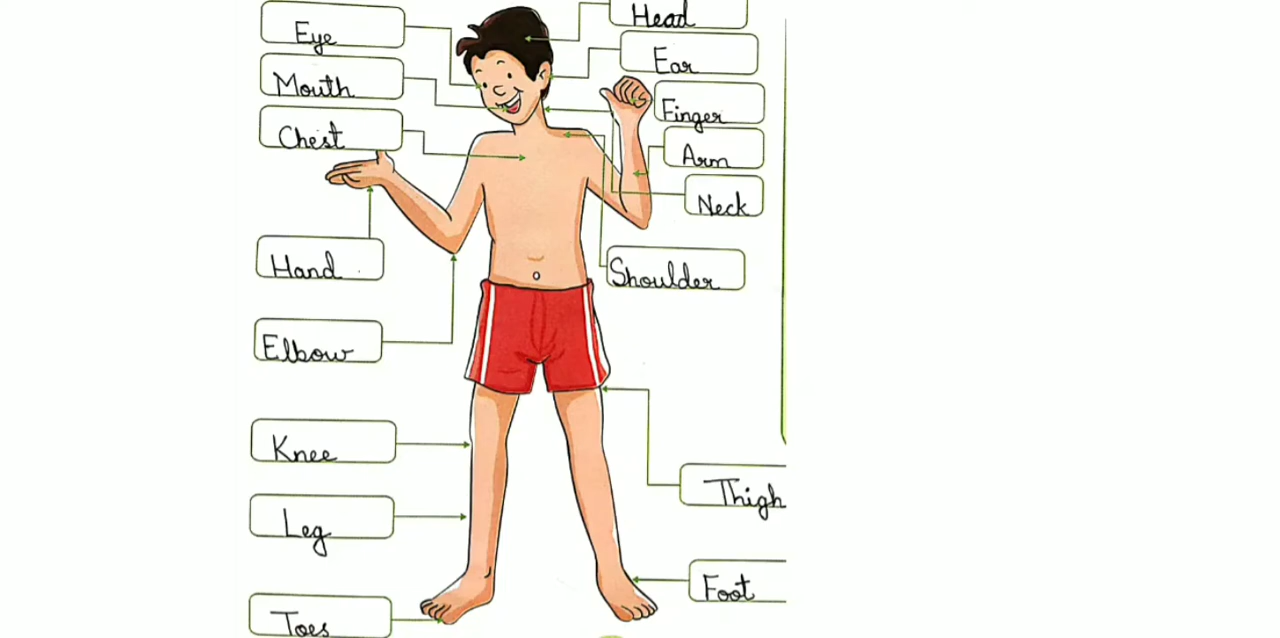 Eye
Mouth
Chest
Hand
Elbow
Knee
Leg
Toes
Head
Ear
Finger
Arm
Neck
Shoulder
Thigh
Foot